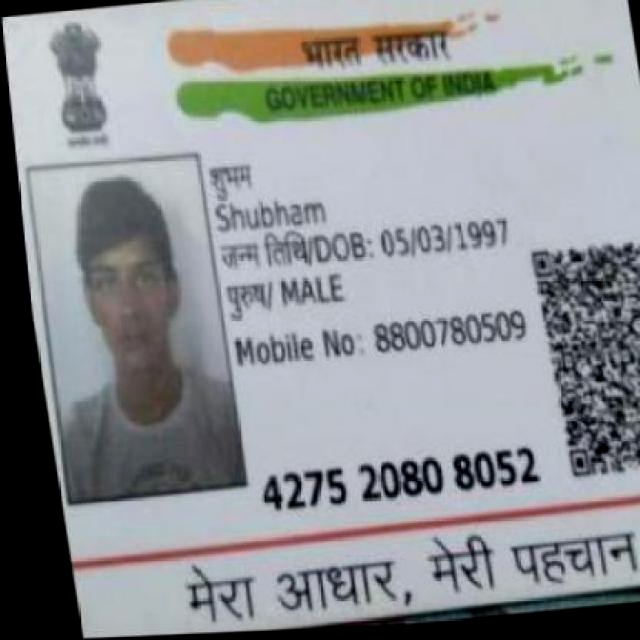 भारत सरकार
GOVERNMENT OF INDIA
शुभम
Shubham
जन्म तिथि/DOB: 05/03/1997
पुरुष/ MALE
Mobile No: 8800780509
4275 2080 8052
मेरा आधार, मेरी पहचान